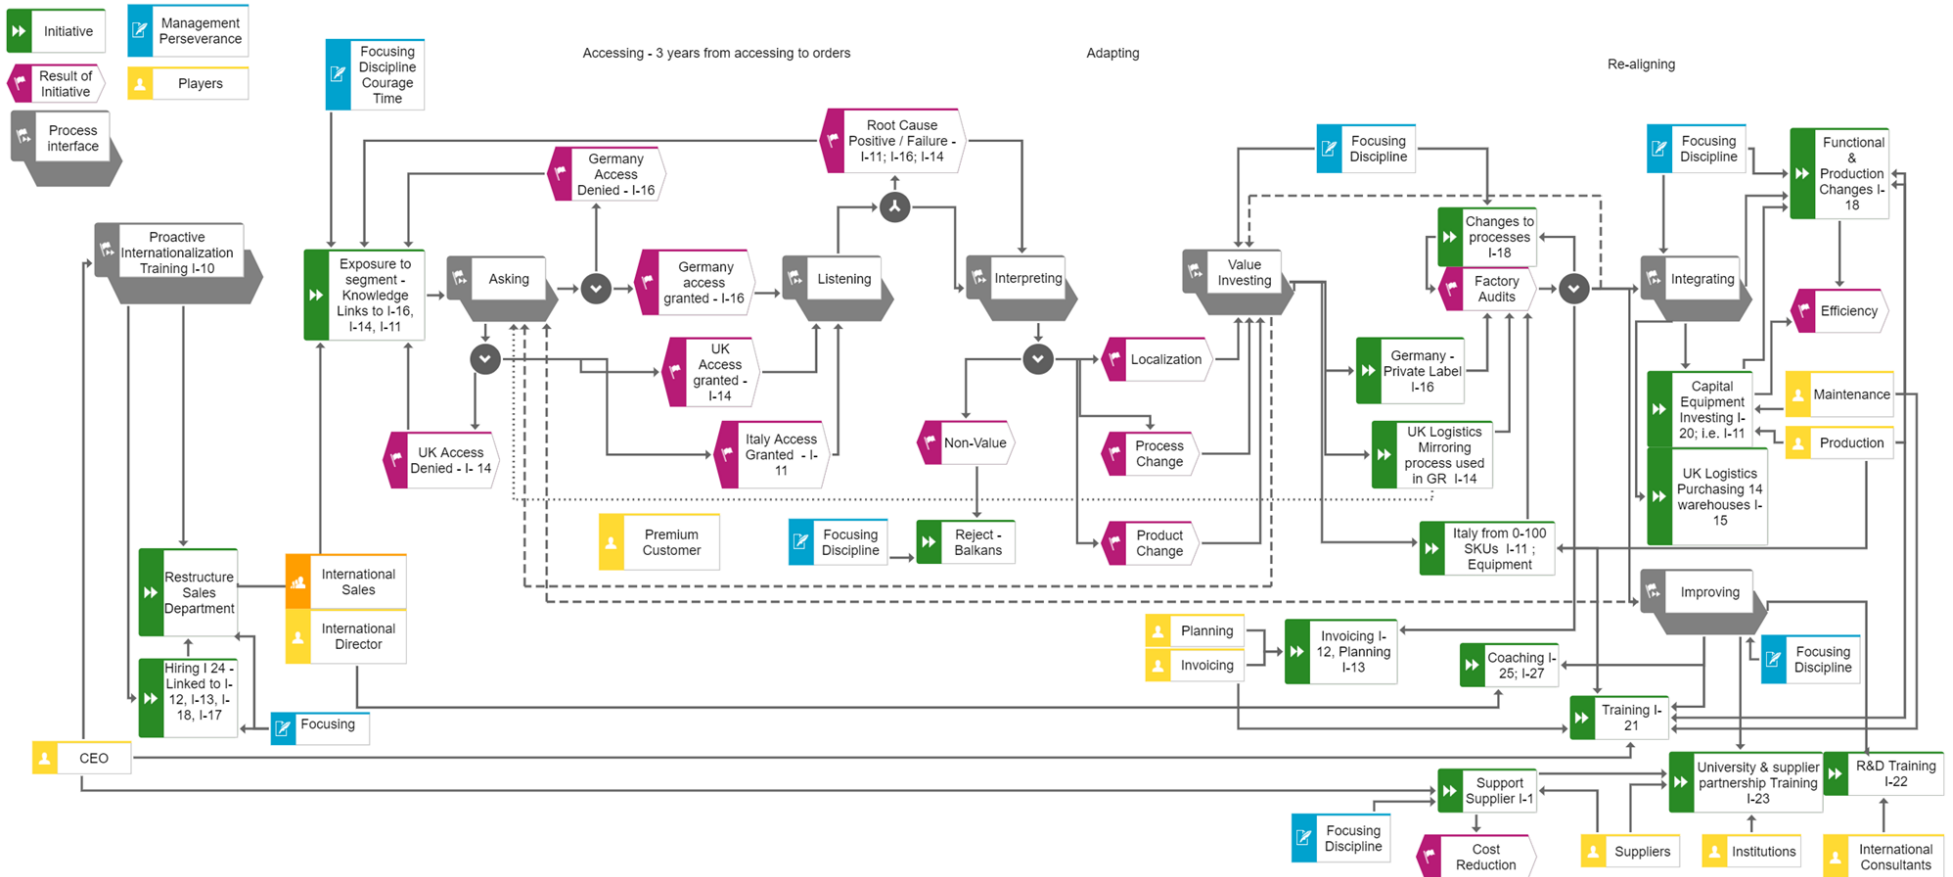 Initiative
Management
Perseverance
Result of
Initiative
Players
Process
interface
Accessing - 3 years from accessing to orders
Adapting
Re-aligning
Focusing
Discipline
Courage
Time
Proactive
Internationalization
Training I-10
Exposure to
segment -
Knowledge
Links to I-16,
I-14, I-11
Asking
Germany
Access
Denied - I-16
Germany
access
granted - I-16
UK
Access
granted -
I-14
UK Access
Denied - I- 14
Italy Access
Granted - I-
11
Root Cause
Positive / Failure -
I-11; I-16; I-14
Listening
Interpreting
Non-Value
Focusing
Discipline
Reject -
Balkans
Premium
Customer
Localization
Process
Change
Product
Change
Value
Investing
Focusing
Discipline
Changes to
processes
I-18
Factory
Audits
Germany -
Private Label
I-16
UK Logistics
Mirroring
process used
in GR I-14
Italy from 0-100
SKUs I-11 ;
Equipment
Focusing
Discipline
Functional
&
Production
Changes I-
18
Integrating
Efficiency
Capital
Equipment
Investing I-
20; i.e. I-11
Maintenance
Production
UK Logistics
Purchasing 14
warehouses I-
15
Improving
Focusing
Discipline
Restructure
Sales
Department
International
Sales
International
Director
Hiring I 24 -
Linked to I-
12, I-13, I-
18, I-17
Focusing
CEO
Planning
Invoicing
Invoicing I-
12, Planning
I-13
Coaching I-
25; I-27
Training I-
21
Support
Supplier I-1
Focusing
Discipline
Cost
Reduction
University & supplier
partnership Training
I-23
R&D Training
I-22
Suppliers
Institutions
International
Consultants